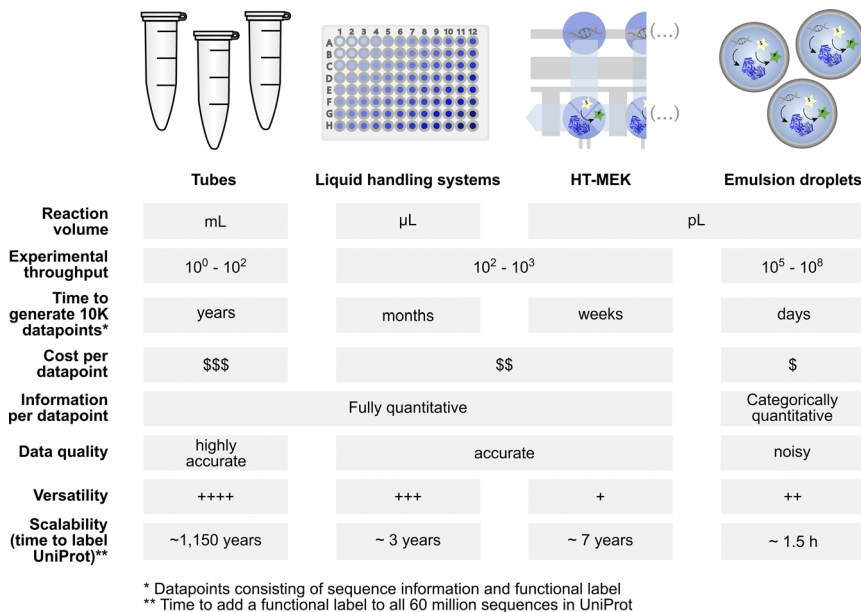 1 2 3 4 5 6 7 8 9 10 11 12
A
B
C
D
E
F
G
H
(...)
(...)
S
P
S
P
S
P
S
P
Tubes
Liquid handling systems
HT-MEK
Emulsion droplets
Reaction
volume
mL
µL
pL
Experimental
throughput
10⁰ - 10²
10² - 10³
10⁵ - 10⁸
Time to
generate 10K
datapoints*
years
months
weeks
days
Cost per
datapoint
$$$
$$
$
Information
per datapoint
Fully quantitative
Categorically
quantitative
Data quality
highly
accurate
accurate
noisy
Versatility
++++
+++
+
++
Scalability
(time to label
UniProt)**
~1,150 years
~ 3 years
~ 7 years
~ 1.5 h
* Datapoints consisting of sequence information and functional label
** Time to add a functional label to all 60 million sequences in UniProt